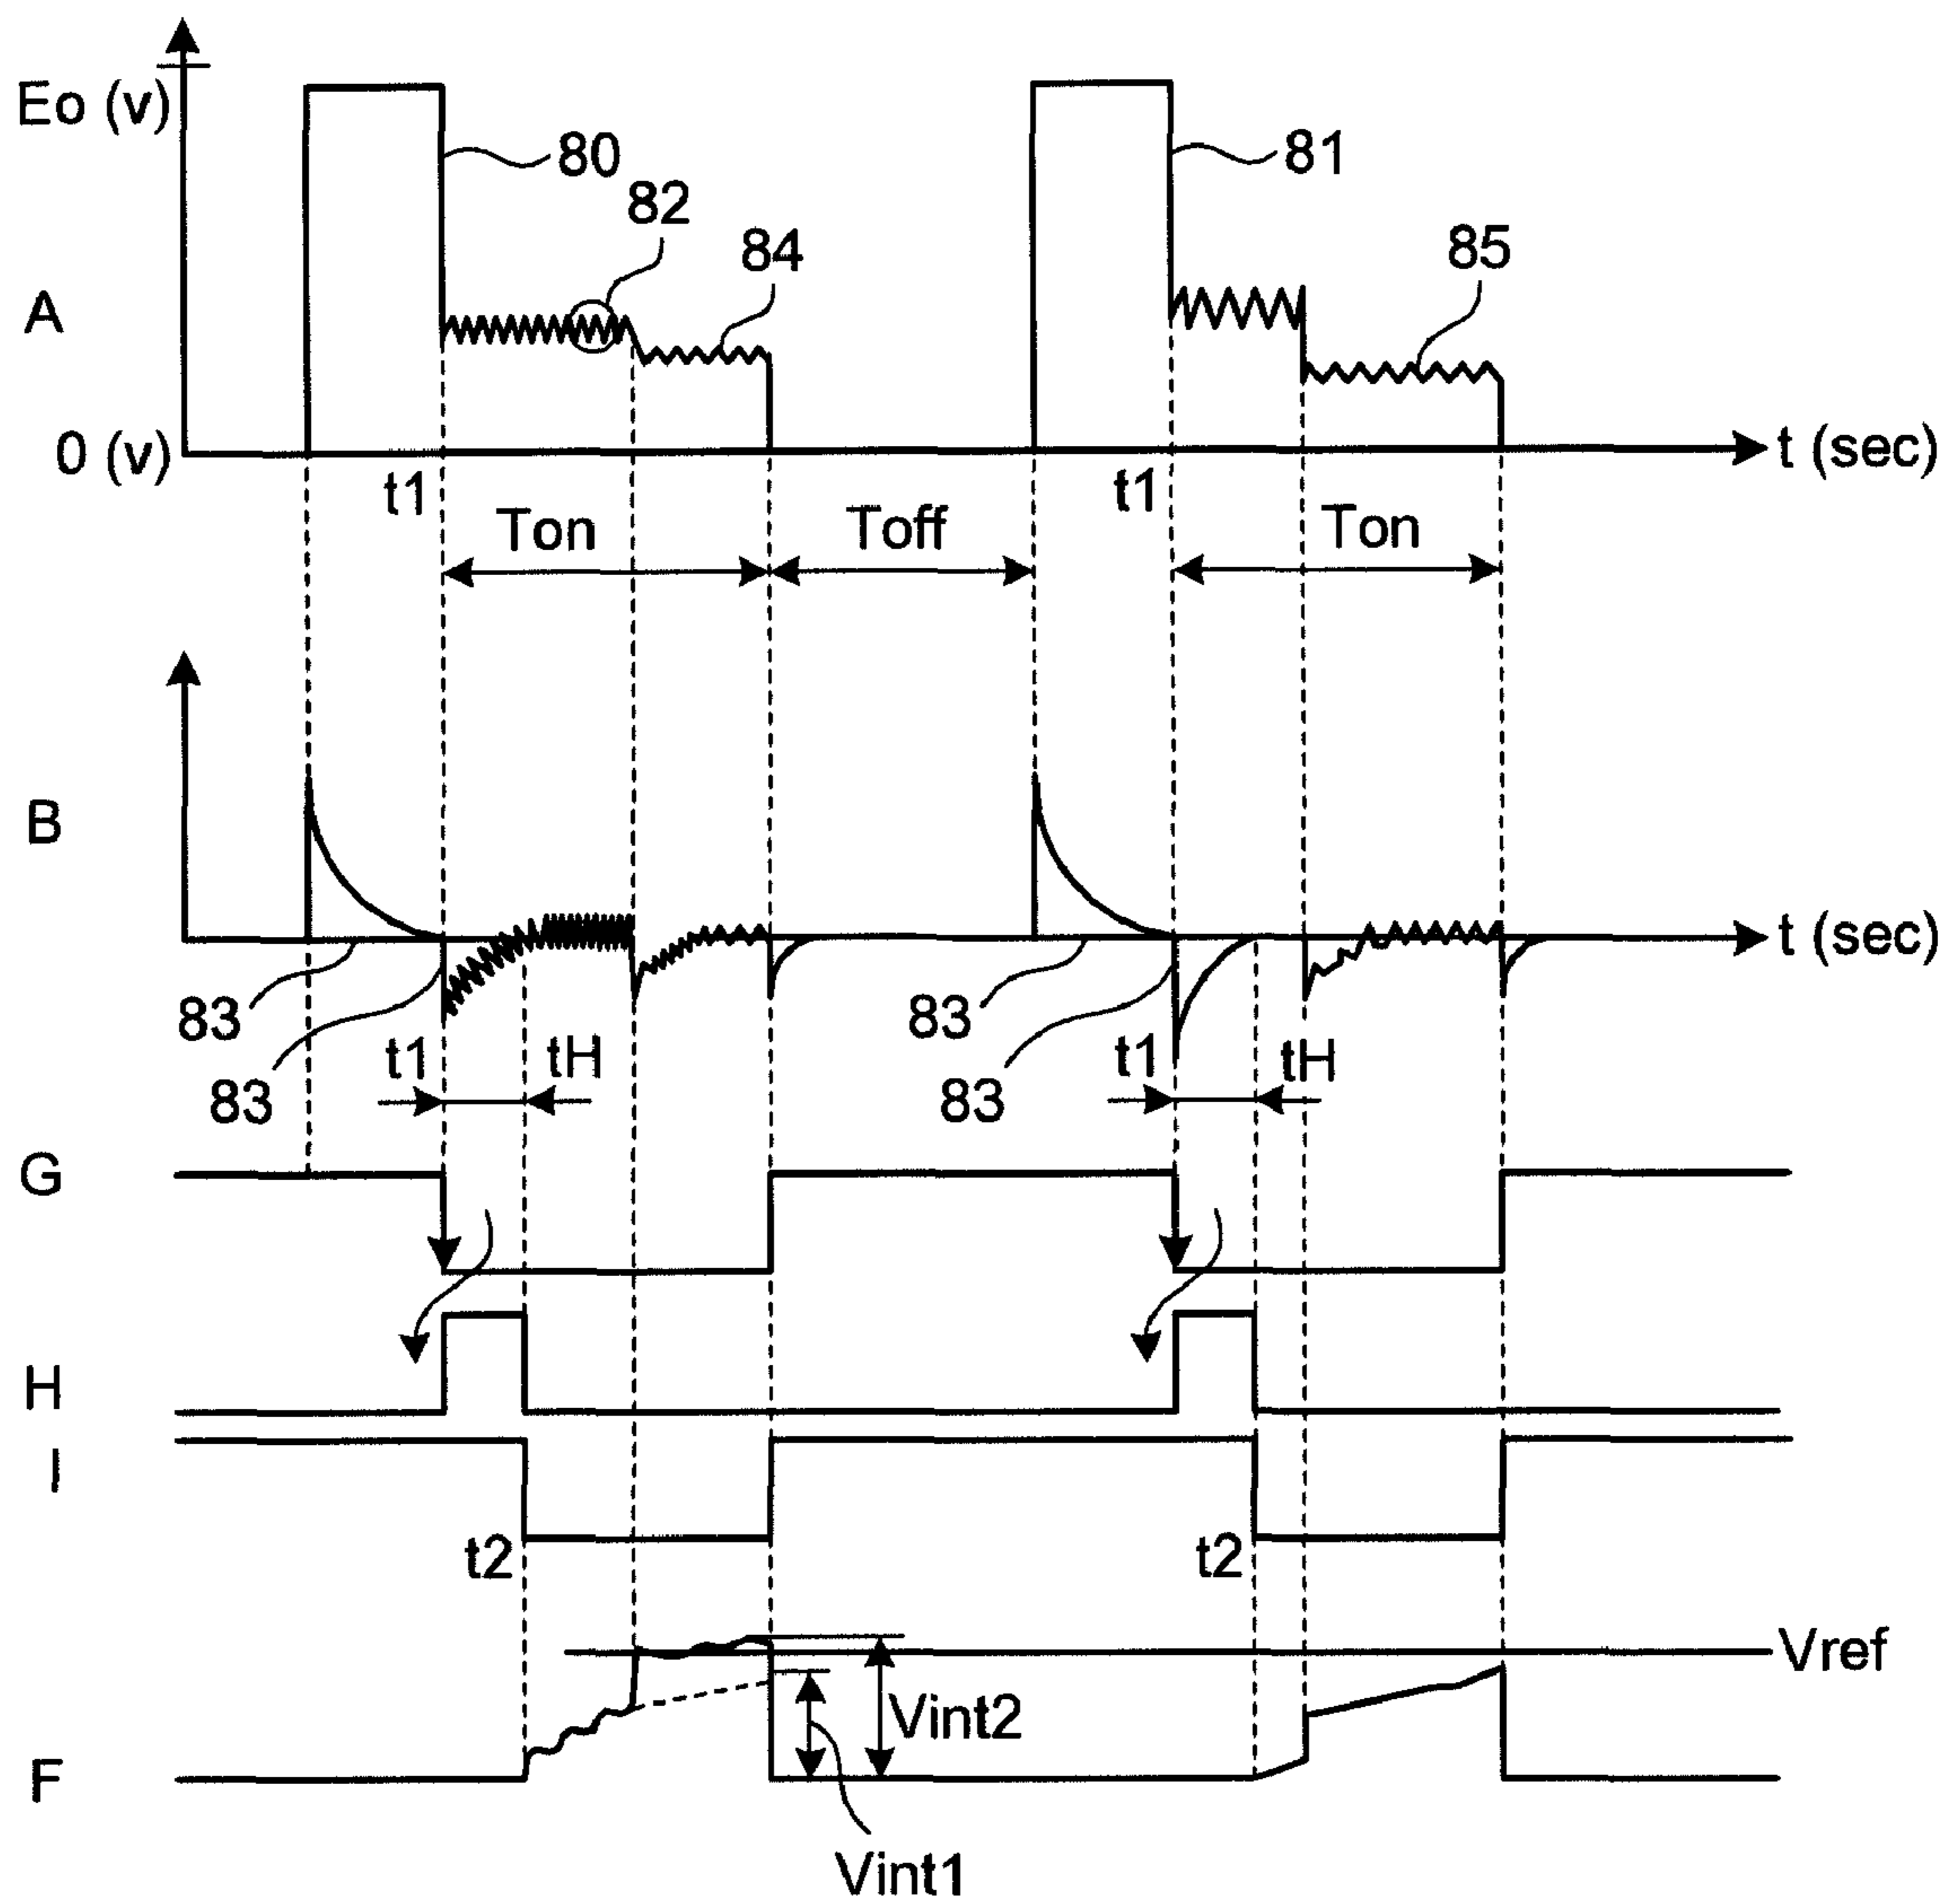 Eo (v)
80
81
82
84
85
A
0 (v)
t (sec)
t1
t1
Ton
Toff
Ton
B
t (sec)
83
83
t1
tH
83
83
t1
tH
G
H
I
t2
t2
Vref
Vint2
F
Vint1